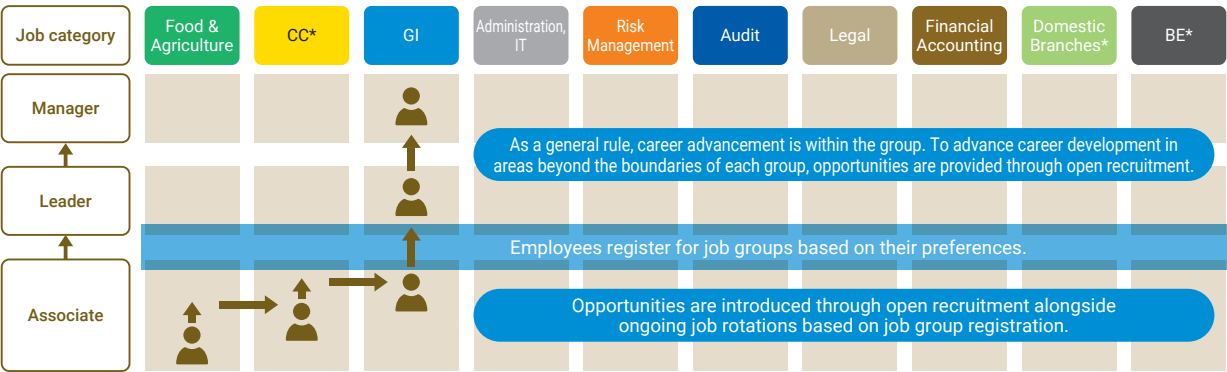 Job category
Food &
Agriculture
CC*
GI
Administration,
IT
Risk
Management
Audit
Legal
Financial
Accounting
Domestic
Branches*
BE*
Manager
As a general rule, career advancement is within the group. To advance career development in
areas beyond the boundaries of each group, opportunities are provided through open recruitment.
Leader
Employees register for job groups based on their preferences.
Associate
Opportunities are introduced through open recruitment alongside
ongoing job rotations based on job group registration.